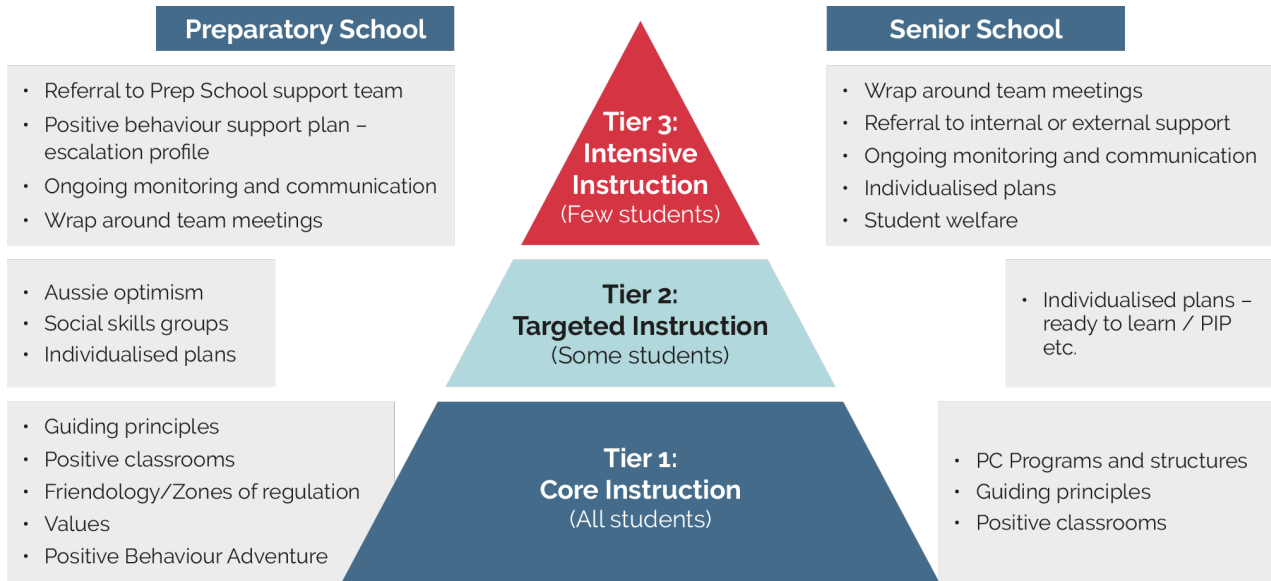 Preparatory School
Senior School
• Referral to Prep School support team
• Positive behaviour support plan –
escalation profile
• Ongoing monitoring and communication
• Wrap around team meetings
Tier 3:
Intensive
Instruction
(Few students)
• Wrap around team meetings
• Referral to internal or external support
• Ongoing monitoring and communication
• Individualised plans
• Student welfare
• Aussie optimism
• Social skills groups
• Individualised plans
Tier 2:
Targeted Instruction
(Some students)
• Individualised plans –
ready to learn / PIP
etc.
• Guiding principles
• Positive classrooms
• Friendology/Zones of regulation
• Values
• Positive Behaviour Adventure
Tier 1:
Core Instruction
(All students)
• PC Programs and structures
• Guiding principles
• Positive classrooms